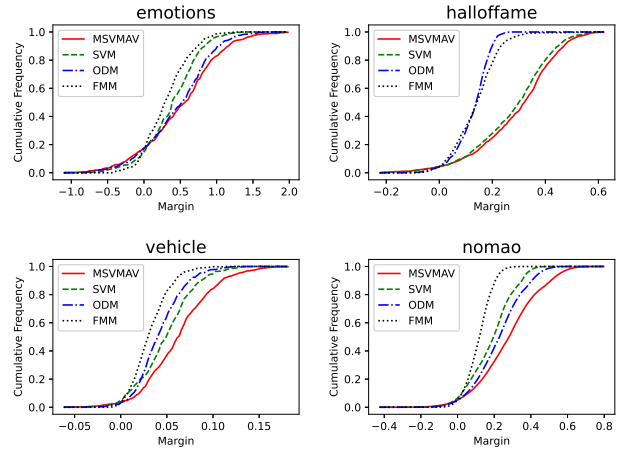 emotions
1.0
0.8
0.6
0.4
0.2
0.0
Cumulative Frequency
MSVMAV
SVM
ODM
FMM
−1.0 −0.5 0.0 0.5 1.0 1.5 2.0
Margin
halloffame
1.0
0.8
0.6
0.4
0.2
0.0
Cumulative Frequency
MSVMAV
SVM
ODM
FMM
−0.2 0.0 0.2 0.4 0.6
Margin
vehicle
1.0
0.8
0.6
0.4
0.2
0.0
Cumulative Frequency
MSVMAV
SVM
ODM
FMM
−0.05 0.00 0.05 0.10 0.15
Margin
nomao
1.0
0.8
0.6
0.4
0.2
0.0
Cumulative Frequency
MSVMAV
SVM
ODM
FMM
−0.4 −0.2 0.0 0.2 0.4 0.6 0.8
Margin